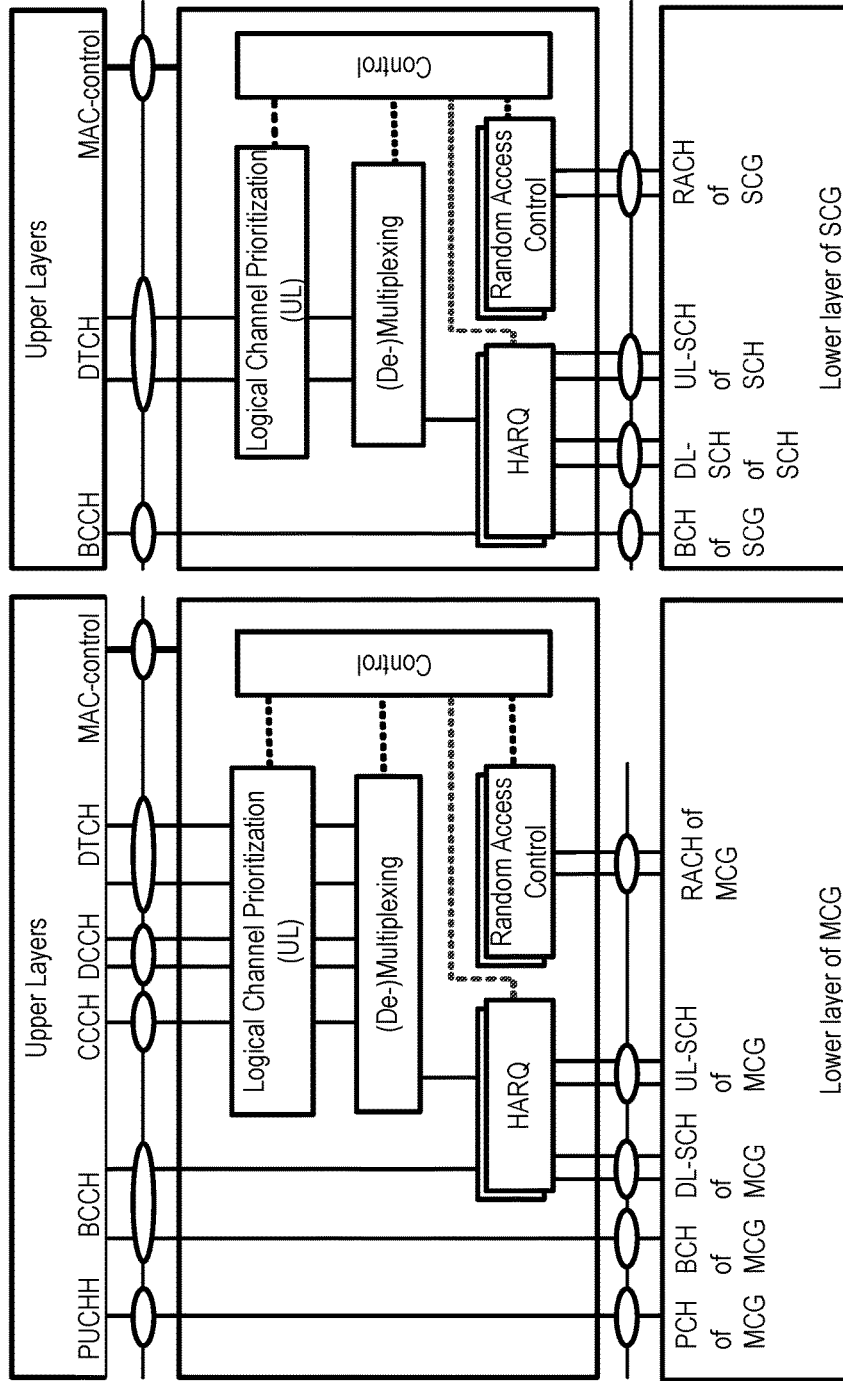 Upper Layers
PUCHH
BCCH
CCCH
DCCH
DTCH
MAC-control
Logical Channel Prioritization
(UL)
(De-)Multiplexing
HARQ
Random Access
Control
Control
PCH
of
MCG
BCH
of
MCG
DL-SCH
of
MCG
UL-SCH
of
MCG
RACH of
MCG
Lower layer of MCG
Upper Layers
BCCH
DTCH
MAC-control
Logical Channel Prioritization
(UL)
(De-)Multiplexing
HARQ
Random Access
Control
Control
BCH
of
SCG
DL-
SCH
of
SCH
UL-SCH
of
SCH
RACH
of
SCG
Lower layer of SCG